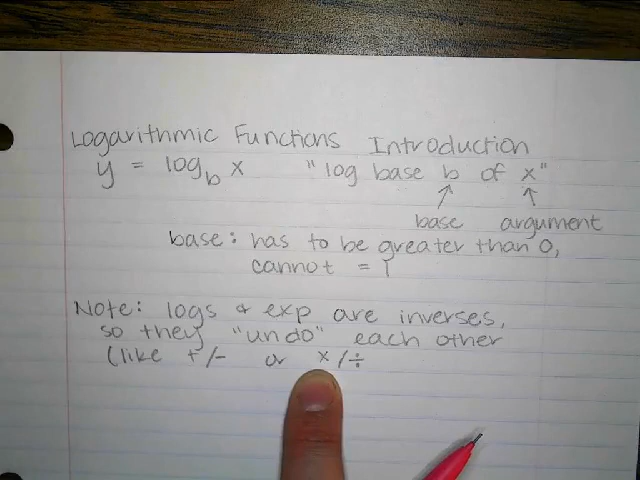 Logarithmic Functions Introduction
y = log_b x "log base b of x"
base argument
base: has to be greater than 0,
cannot = 1
Note: logs & exp are inverses,
so they "undo" each other
(like +/- or ×/÷